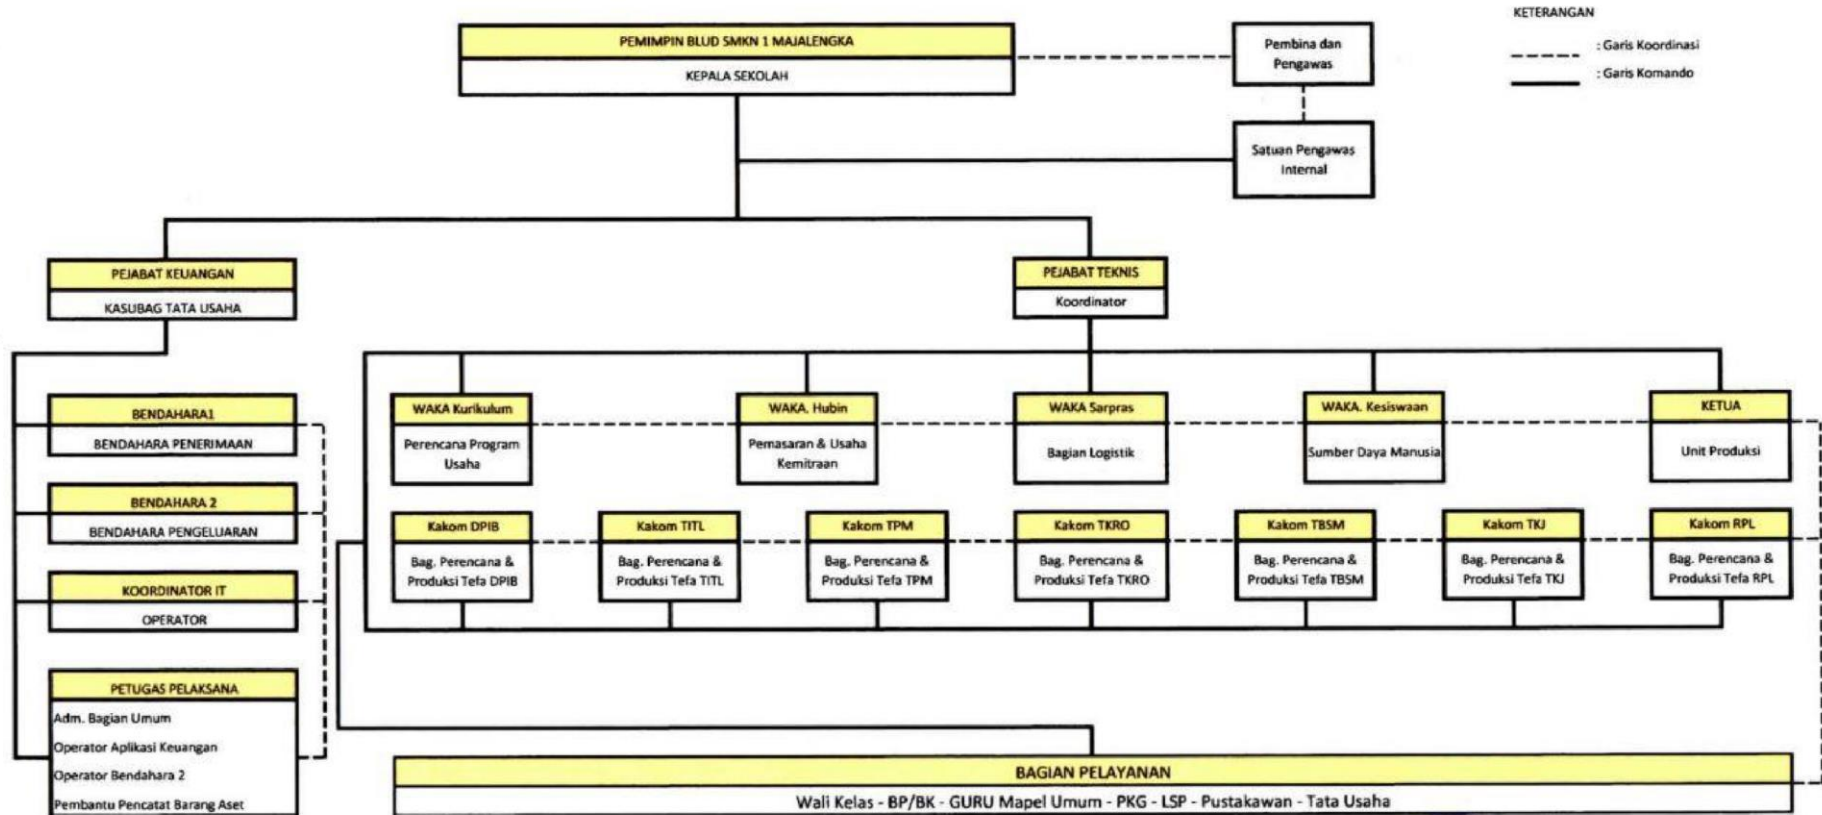 KETERANGAN
: Garis Koordinasi
: Garis Komando
PEMIMPIN BLUD SMKN 1 MAJALENGKA
KEPALA SEKOLAH
Pembina dan
Pengawas
Satuan Pengawas
Internal
PEJABAT KEUANGAN
KASUBAG TATA USAHA
PEJABAT TEKNIS
Koordinator
BENDAHARA1
BENDAHARA PENERIMAAN
BENDAHARA 2
BENDAHARA PENGELUARAN
KOORDINATOR IT
OPERATOR
PETUGAS PELAKSANA
Adm. Bagian Umum
Operator Aplikasi Keuangan
Operator Bendahara 2
Pembantu Pencatat Barang Aset
WAKA Kurikulum
Perencana Program
Usaha
WAKA. Hubin
Pemasaran & Usaha
Kemitraan
WAKA Sarpras
Bagian Logistik
WAKA. Kesiswaan
Sumber Daya Manusia
KETUA
Unit Produksi
Kakom DPIB
Bag. Perencana &
Produksi Tefa DPIB
Kakom TITL
Bag. Perencana &
Produksi Tefa TITL
Kakom TPM
Bag. Perencana &
Produksi Tefa TPM
Kakom TKRO
Bag. Perencana &
Produksi Tefa TKRO
Kakom TBSM
Bag. Perencana &
Produksi Tefa TBSM
Kakom TKJ
Bag. Perencana &
Produksi Tefa TKJ
Kakom RPL
Bag. Perencana &
Produksi Tefa RPL
BAGIAN PELAYANAN
Wali Kelas - BP/BK - GURU Mapel Umum - PKG - LSP - Pustakawan - Tata Usaha